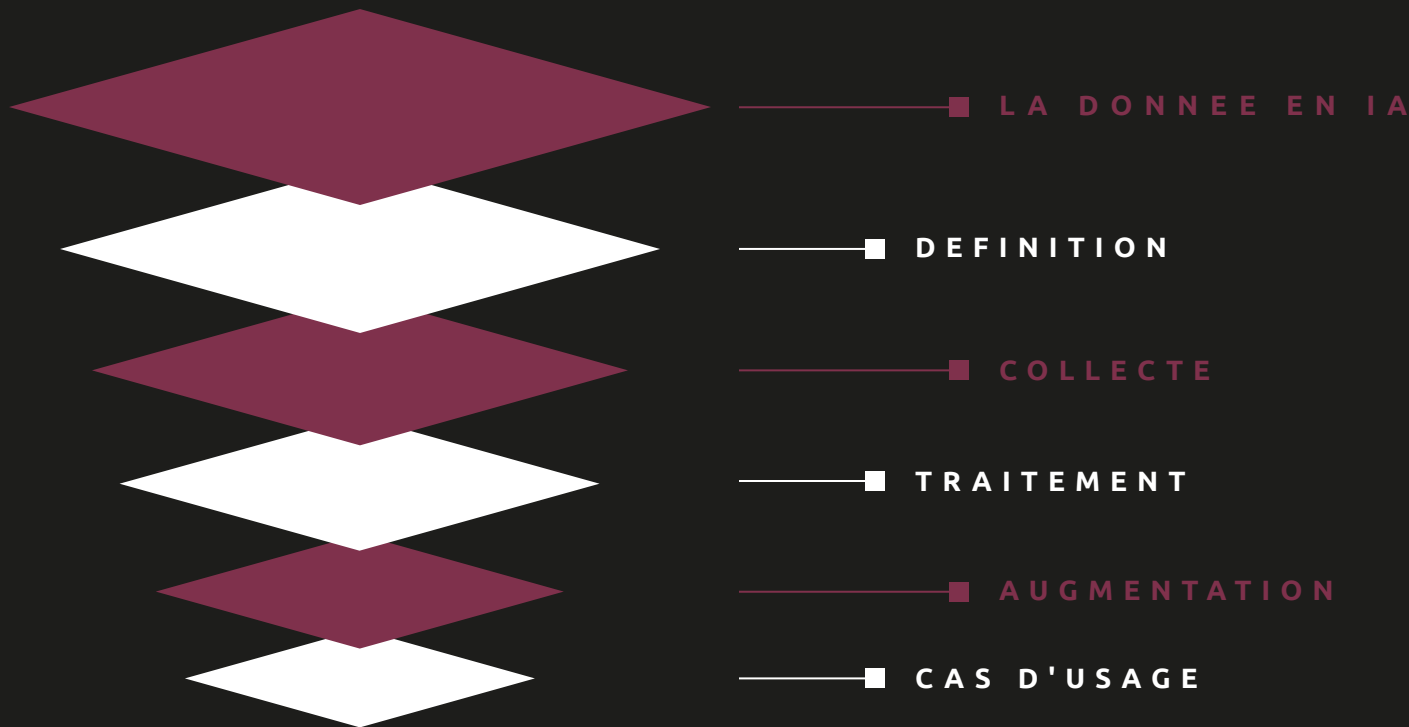 LA DONNEE EN IA
DEFINITION
COLLECTE
TRAITEMENT
AUGMENTATION
CAS D'USAGE